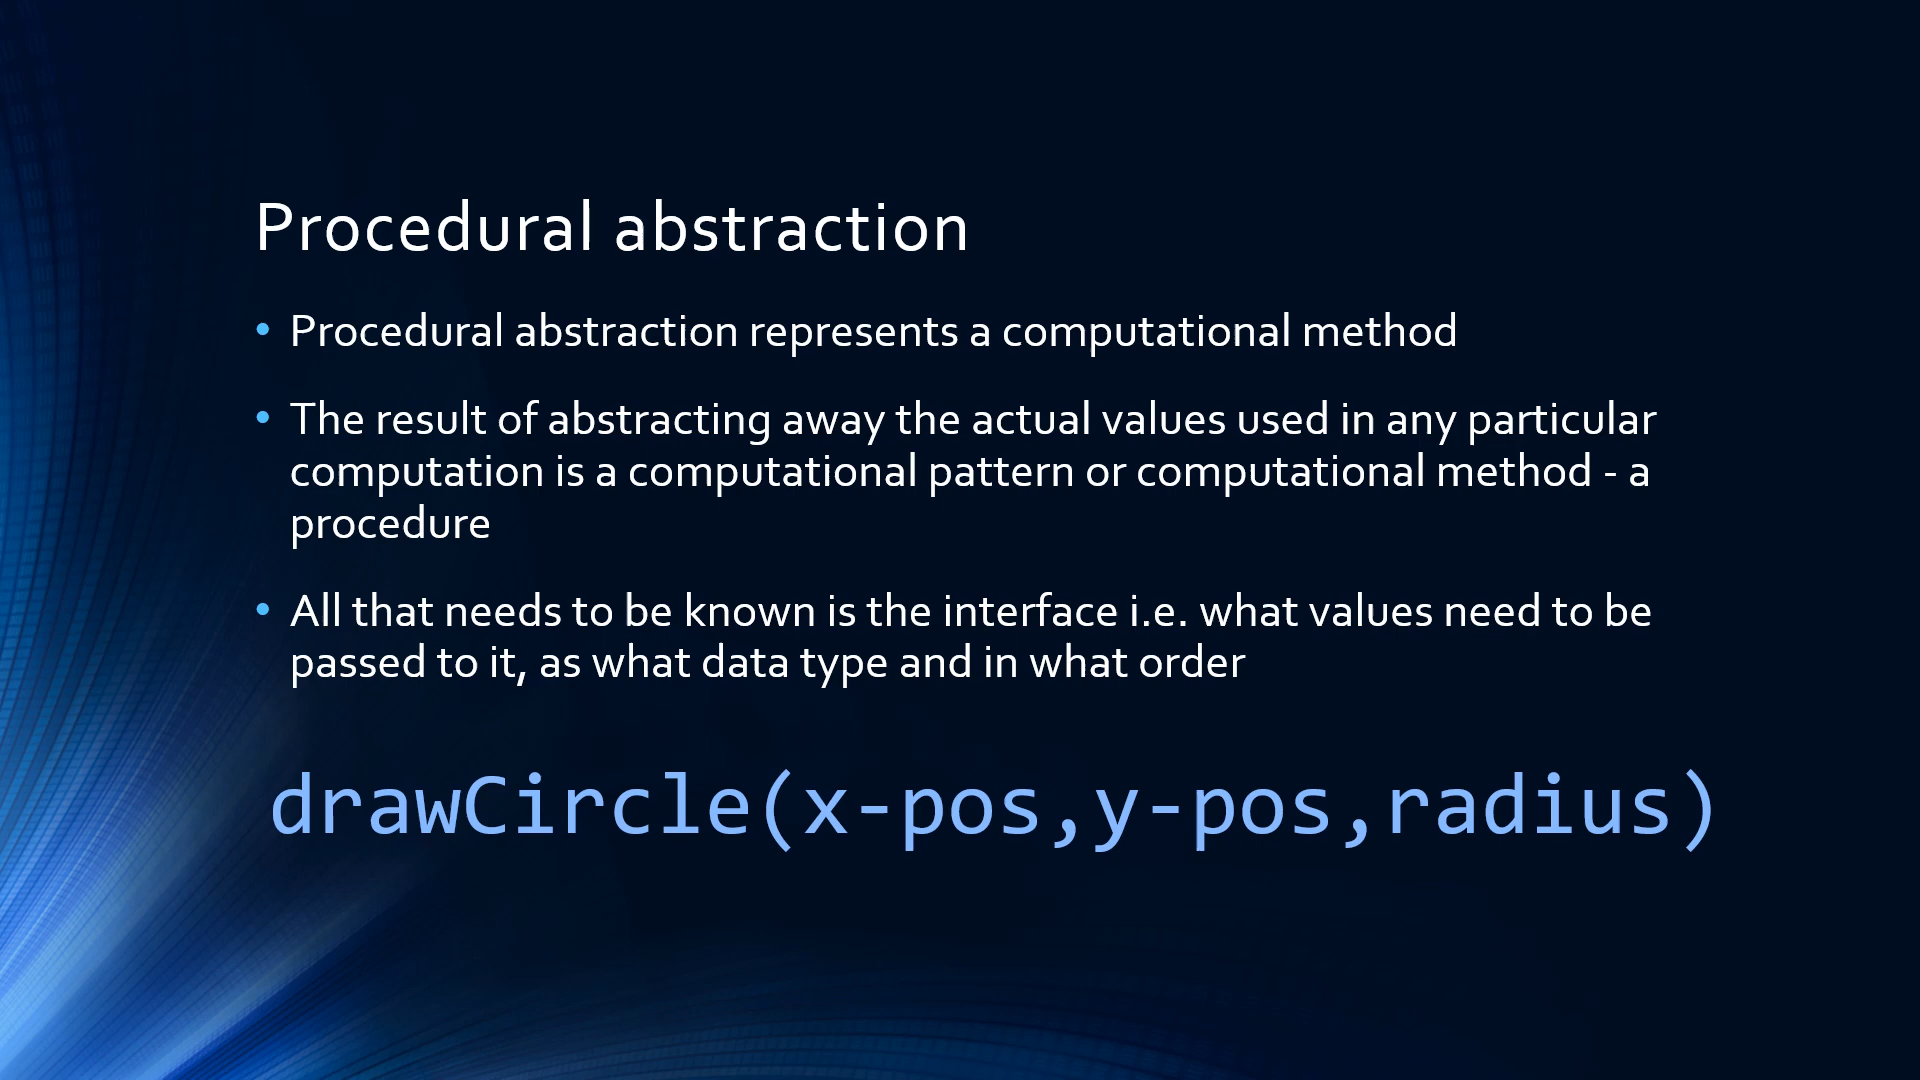 Procedural abstraction
• Procedural abstraction represents a computational method
• The result of abstracting away the actual values used in any particular
computation is a computational pattern or computational method - a
procedure
• All that needs to be known is the interface i.e. what values need to be
passed to it, as what data type and in what order
drawCircle(x-pos,y-pos,radius)